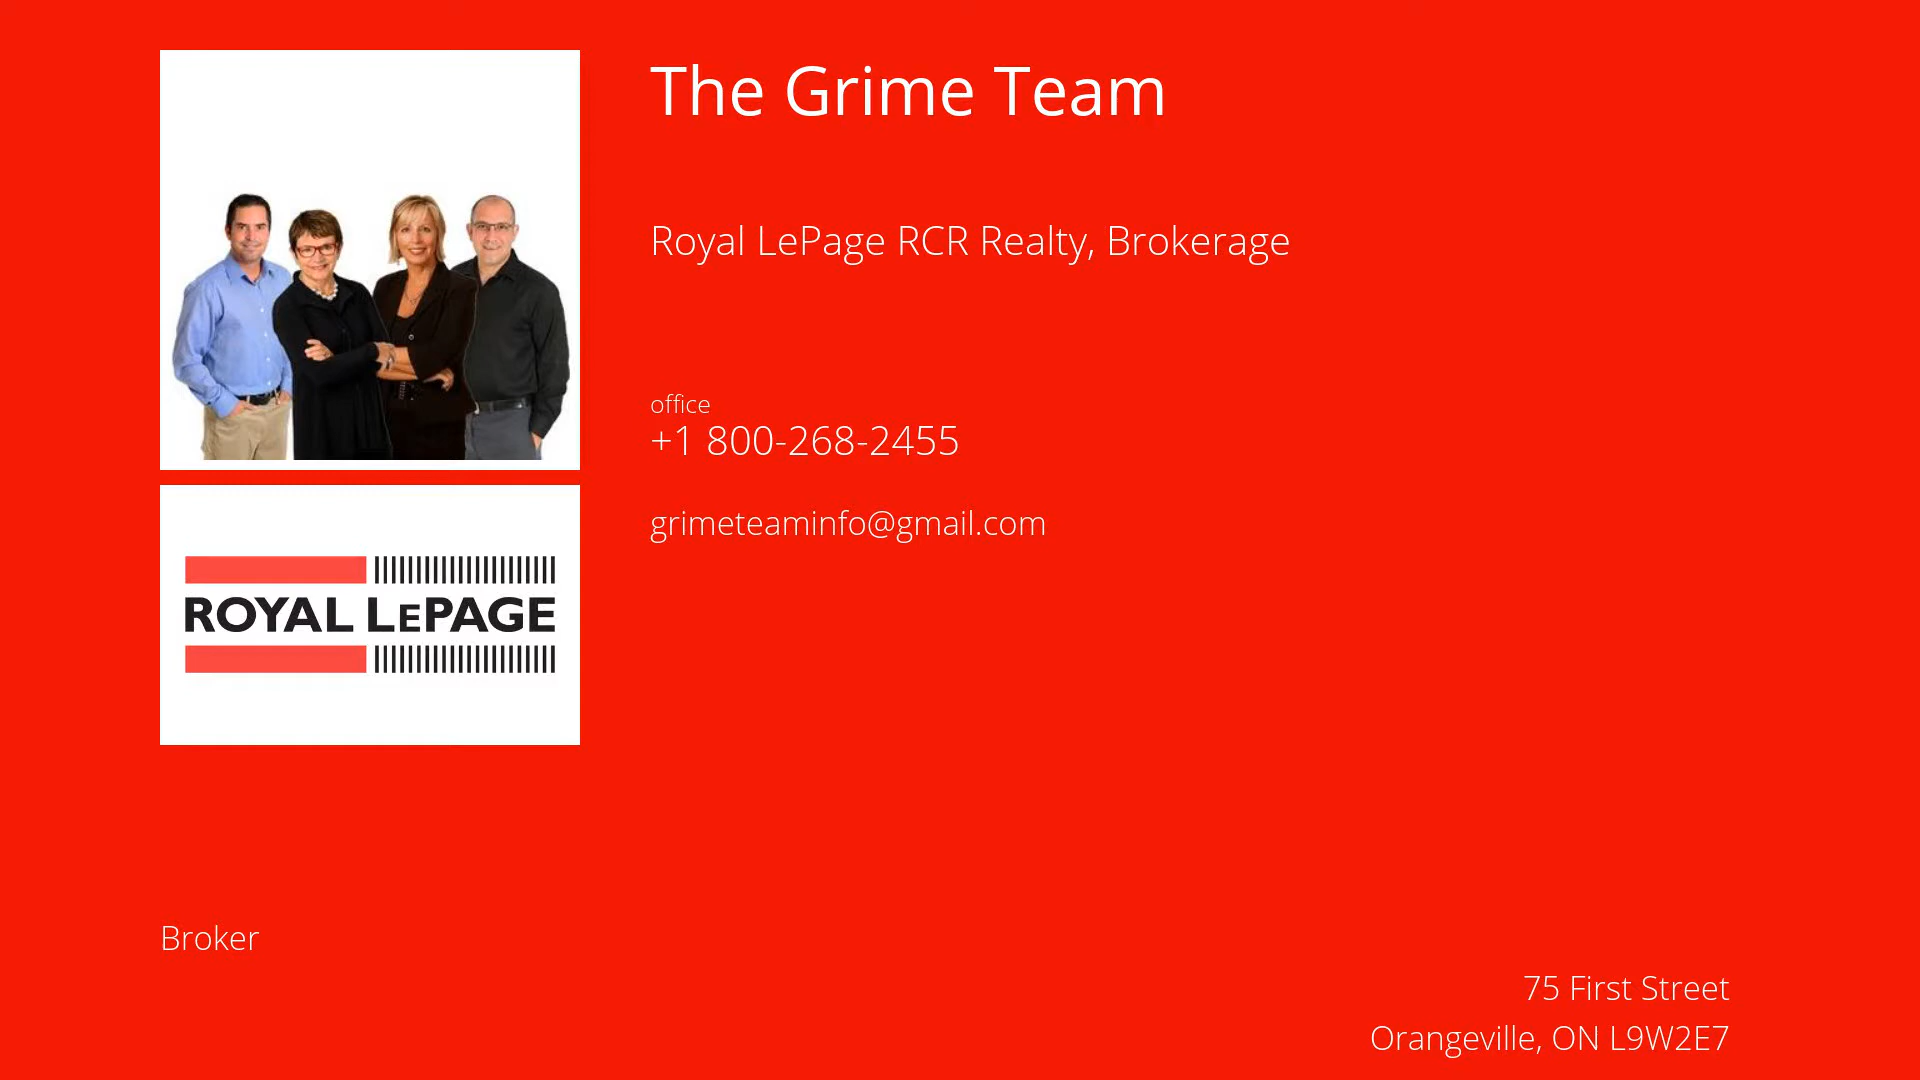 The Grime Team
Royal LePage RCR Realty, Brokerage
office
+1 800-268-2455
grimeteaminfo@gmail.com
ROYAL LEPAGE
Broker
75 First Street
Orangeville, ON L9W2E7